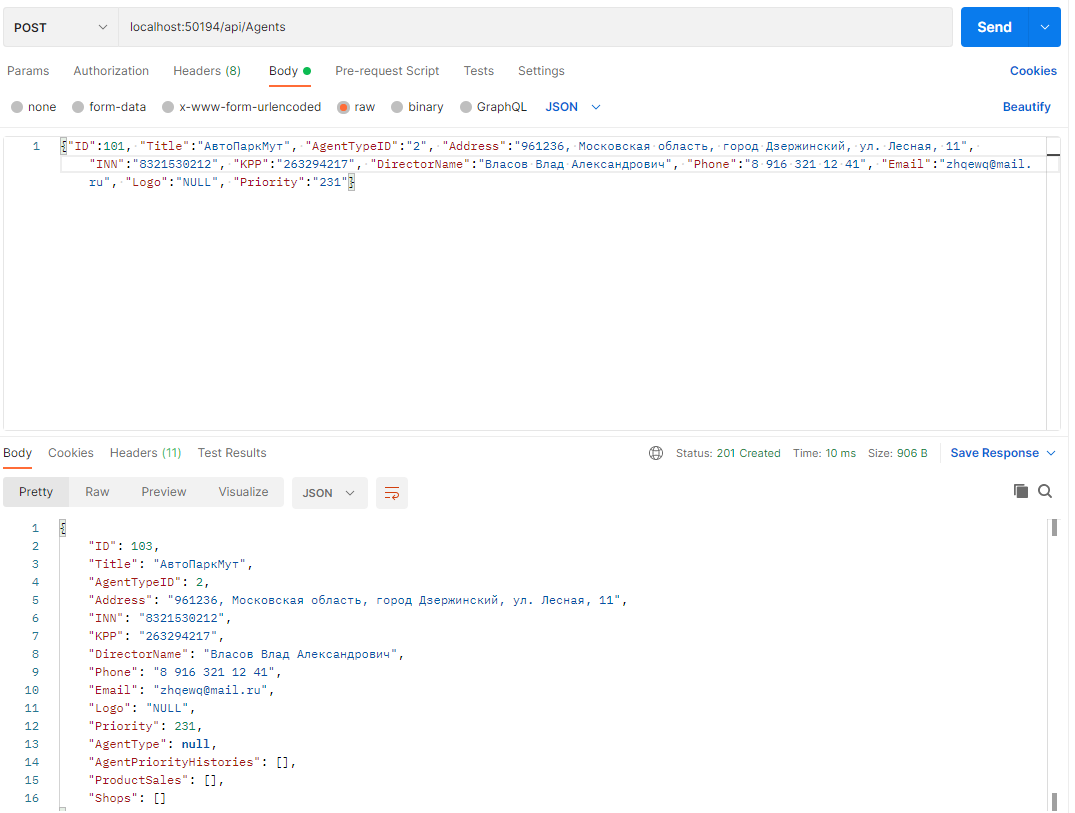 POST localhost:50194/api/Agents Send
Params Authorization Headers (8) Body Pre-request Script Tests Settings Cookies
none form-data x-www-form-urlencoded raw binary GraphQL JSON Beautify
1 {"ID":101, "Title":"АвтоПаркМут", "AgentTypeID":"2", "Address":"961236, Московская область, город Дзержинский, ул. Лесная, 11",
"INN":"8321530212", "KPP":"263294217", "DirectorName":"Власов Влад Александрович", "Phone":"8 916 321 12 41", "Email":"zhqewq@mail.
ru", "Logo":"NULL", "Priority":"231"}
Body Cookies Headers (11) Test Results Status: 201 Created Time: 10 ms Size: 906 B Save Response
Pretty Raw Preview Visualize JSON
1 {
2 "ID": 103,
3 "Title": "АвтоПаркМут",
4 "AgentTypeID": 2,
5 "Address": "961236, Московская область, город Дзержинский, ул. Лесная, 11",
6 "INN": "8321530212",
7 "KPP": "263294217",
8 "DirectorName": "Власов Влад Александрович",
9 "Phone": "8 916 321 12 41",
10 "Email": "zhqewq@mail.ru",
11 "Logo": "NULL",
12 "Priority": 231,
13 "AgentType": null,
14 "AgentPriorityHistories": [],
15 "ProductSales": [],
16 "Shops": []